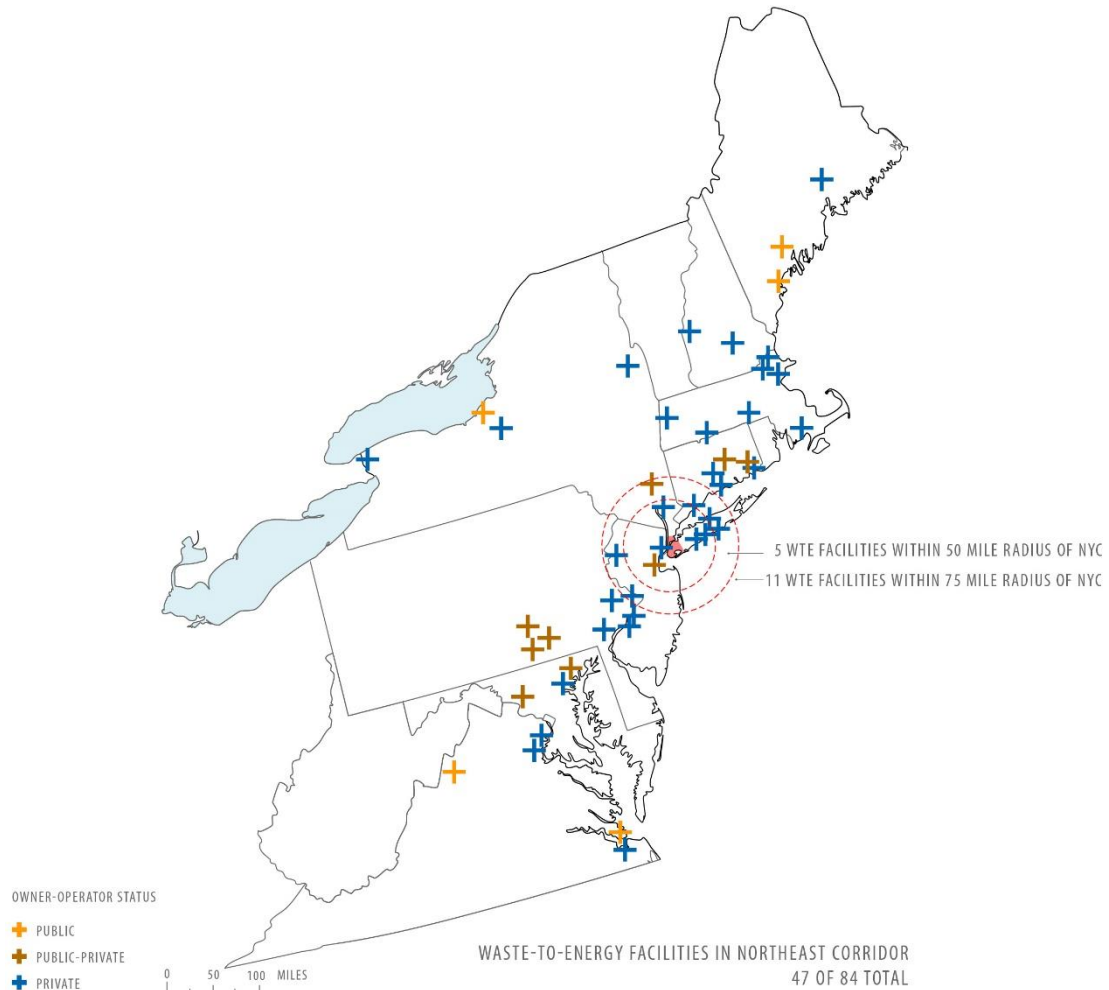 5 WTE FACILITIES WITHIN 50 MILE RADIUS OF NYC
11 WTE FACILITIES WITHIN 75 MILE RADIUS OF NYC
OWNER-OPERATOR STATUS
PUBLIC
PUBLIC-PRIVATE
PRIVATE
0 50 100 MILES
WASTE-TO-ENERGY FACILITIES IN NORTHEAST CORRIDOR
47 OF 84 TOTAL